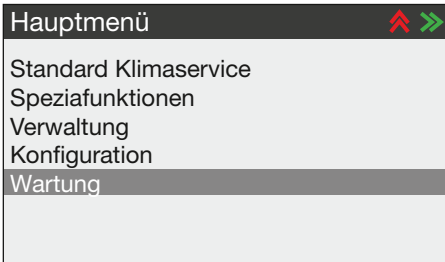 Hauptmenü
Standard Klimaservice
Speziafunktionen
Verwaltung
Konfiguration
Wartung